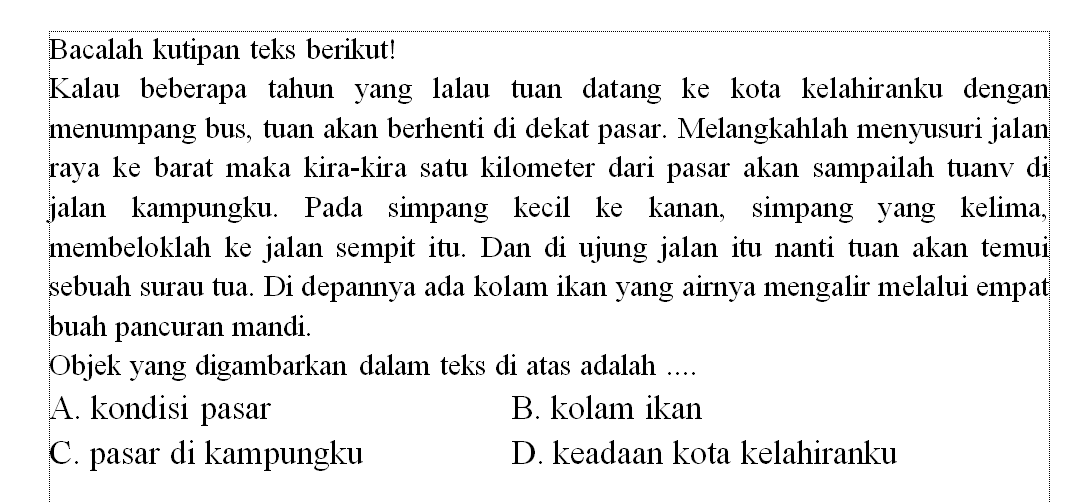 Bacalah kutipan teks berikut!
Kalau beberapa tahun yang lalau tuan datang ke kota kelahiranku dengan
menumpang bus, tuan akan berhenti di dekat pasar. Melangkahlah menyusuri jalan
raya ke barat maka kira-kira satu kilometer dari pasar akan sampailah tuanv di
jalan kampungku. Pada simpang kecil ke kanan, simpang yang kelima,
membeloklah ke jalan sempit itu. Dan di ujung jalan itu nanti tuan akan temui
sebuah surau tua. Di depannya ada kolam ikan yang airnya mengalir melalui empat
buah pancuran mandi.
Objek yang digambarkan dalam teks di atas adalah ....
A. kondisi pasar B. kolam ikan
C. pasar di kampungku D. keadaan kota kelahiranku